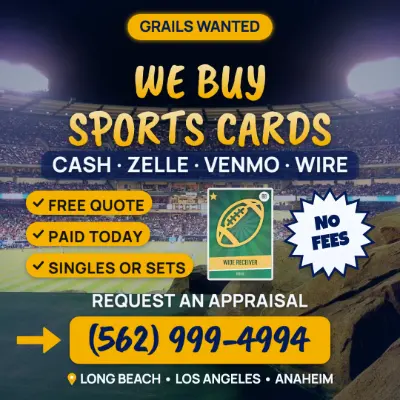 GRAILS WANTED
WE BUY
SPORTS CARDS
CASH · ZELLE · VENMO · WIRE
FREE QUOTE
PAID TODAY
SINGLES OR SETS
WIDE RECEIVER
NO
FEES
REQUEST AN APPRAISAL
(562) 999-4994
LONG BEACH • LOS ANGELES • ANAHEIM